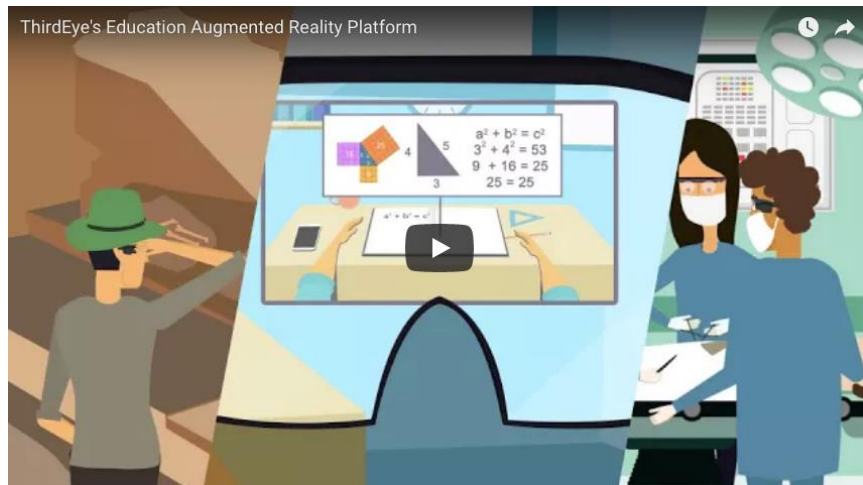 ThirdEye's Education Augmented Reality Platform
a² + b² = c²
3² + 4² = 53
9 + 16 = 25
25 = 25
4
5
3
16
25
9
a² + b² = c²